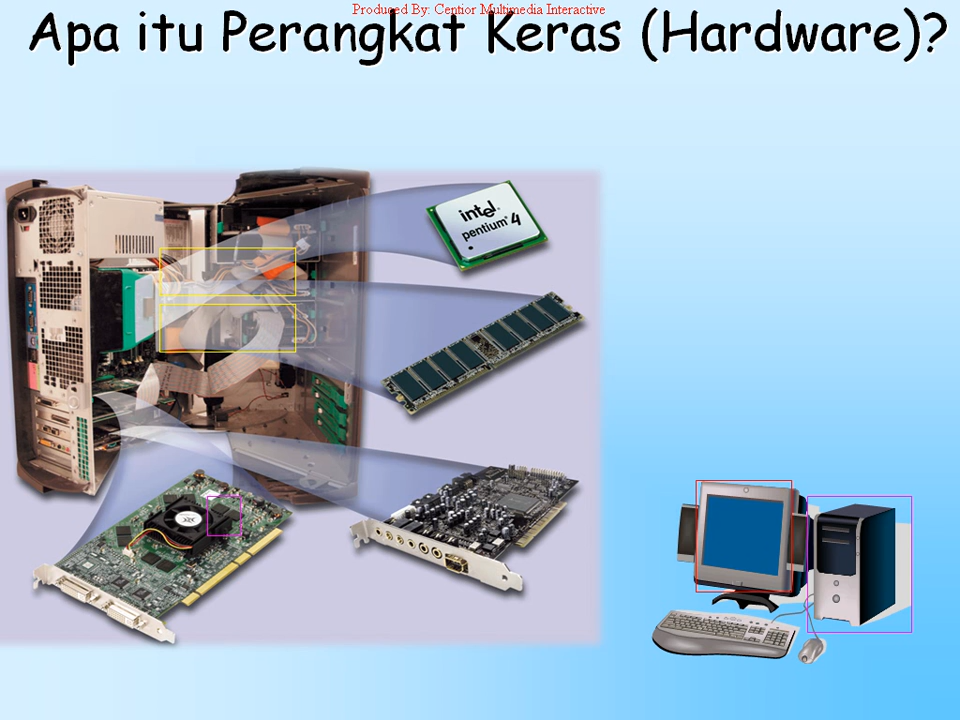 Produced By: Centior Multimedia Interactive
Apa itu Perangkat Keras (Hardware)?
intel
pentium 4